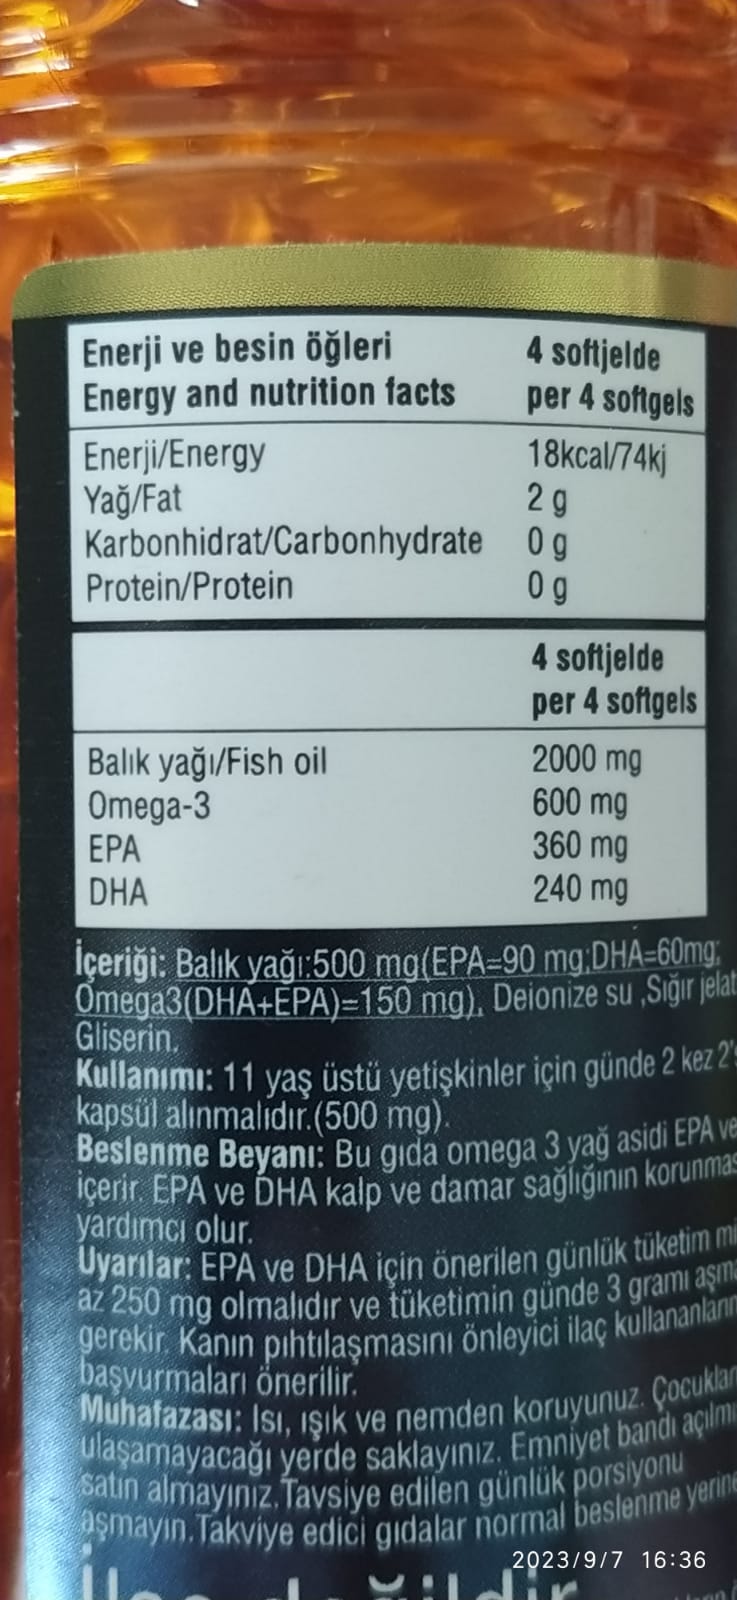 Enerji ve besin öğleri 4 softjelde
Energy and nutrition facts per 4 softgels
Enerji/Energy 18kcal/74kj
Yağ/Fat 2 g
Karbonhidrat/Carbonhydrate 0 g
Protein/Protein 0 g
4 softjelde
per 4 softgels
Balık yağı/Fish oil 2000 mg
Omega-3 600 mg
EPA 360 mg
DHA 240 mg
İçeriği: Balık yağı:500 mg(EPA=90 mg;DHA=60mg;
Omega3(DHA+EPA)=150 mg), Deionize su ,Sığır
Gliserin.
Kullanımı: 11 yaş üstü yetişkinler için günde 2 kez
kapsül alınmalıdır.(500 mg).
Beslenme Beyanı: Bu gıda omega 3 yağ asidi EPA ve
içerir. EPA ve DHA kalp ve damar sağlığının
yardımcı olur.
Uyarılar: EPA ve DHA için önerilen günlük tüketim
az 250 mg olmalıdır ve tüketimin günde 3 gramı
gerekir. Kanın pıhtılaşmasını önleyici ilaç
başvurmaları önerilir.
Muhafazası: Isı, ışık ve nemden koruyunuz.
ulaşamayacağı yerde saklayınız. Emniyet bandı
satın almayınız.Tavsiye edilen günlük porsiyonu
aşmayın.Takviye edici gıdalar normal beslenme
2023/9/7 16:36